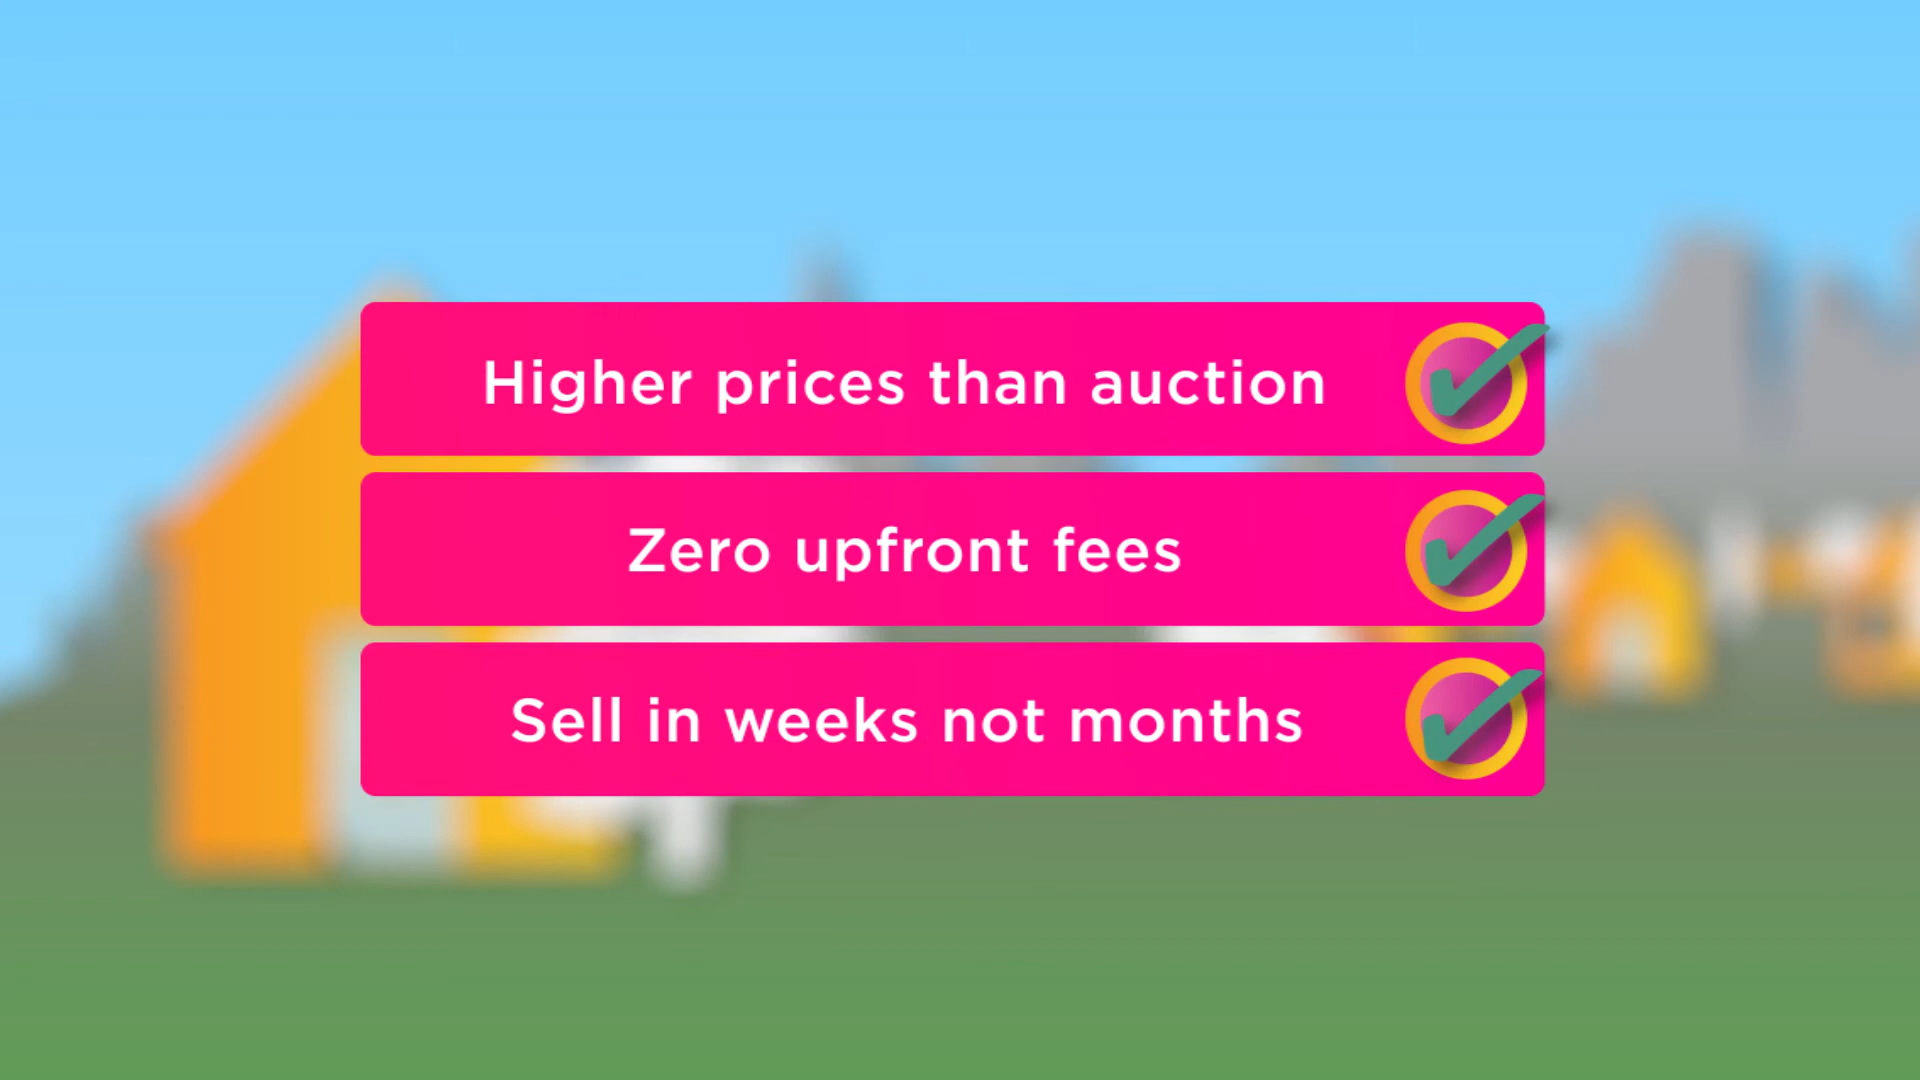 Higher prices than auction
Zero upfront fees
Sell in weeks not months